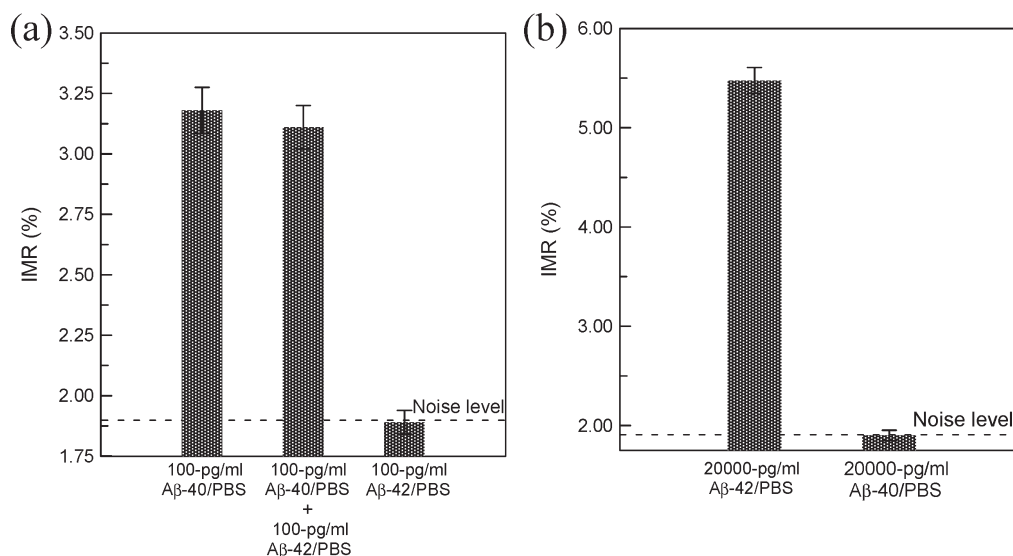 (a)
3.50
3.25
3.00
2.75
2.50
2.25
2.00
1.75
IMR (%)
Noise level
100-pg/ml
Aβ-40/PBS
100-pg/ml
Aβ-40/PBS
+
100-pg/ml
Aβ-42/PBS
100-pg/ml
Aβ-42/PBS
(b)
6.00
5.00
4.00
3.00
2.00
IMR (%)
Noise level
20000-pg/ml
Aβ-42/PBS
20000-pg/ml
Aβ-40/PBS